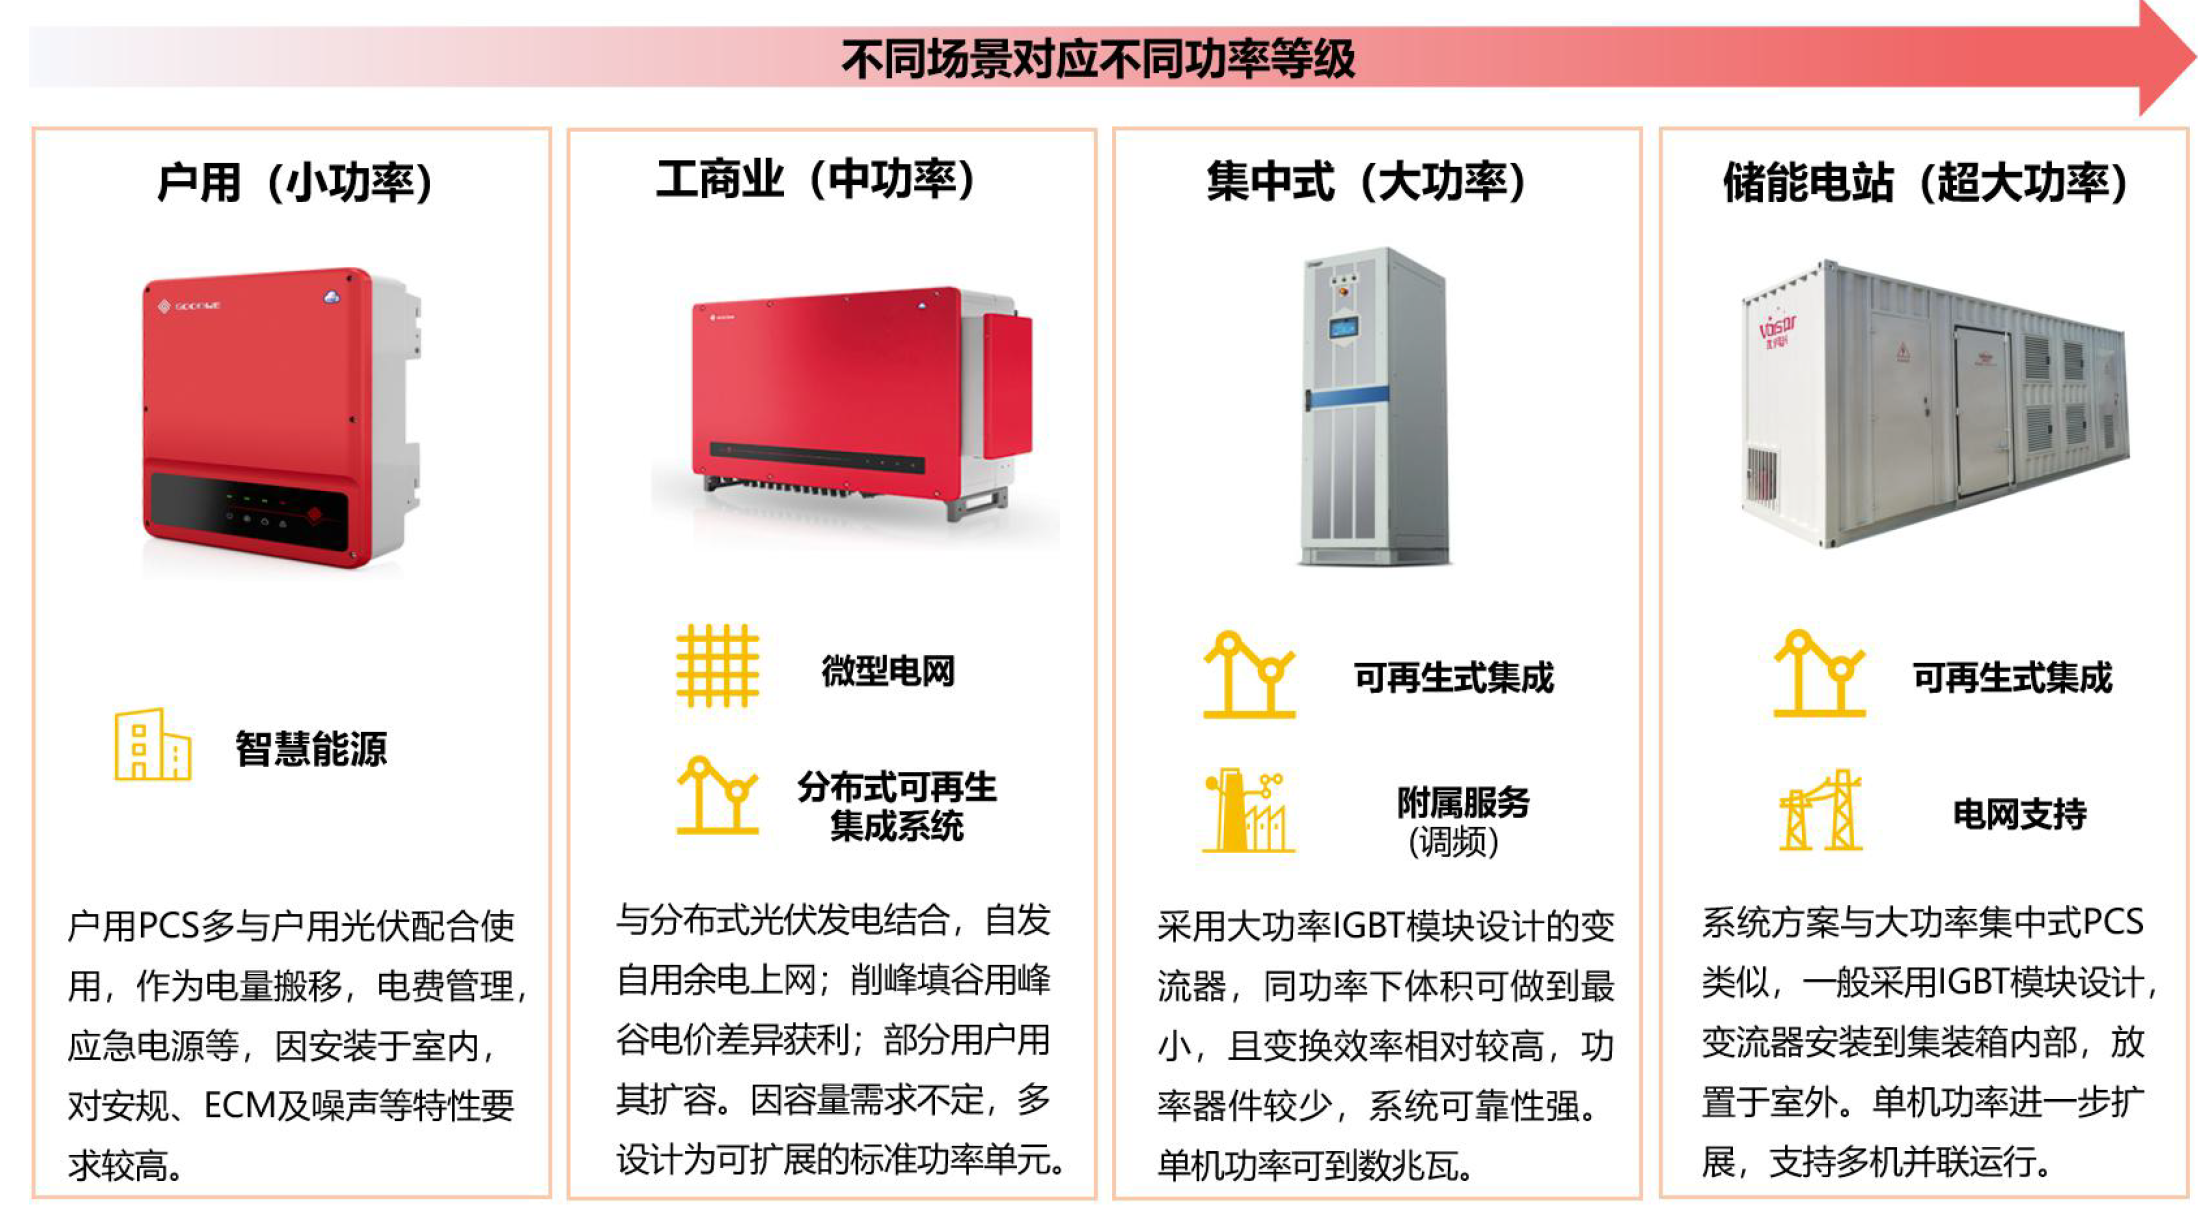 不同场景对应不同功率等级
户用（小功率）
GOODWE
智慧能源
户用PCS多与户用光伏配合使
用，作为电量搬移，电费管理，
应急电源等，因安装于室内，
对安规、ECM及噪声等特性要
求较高。
工商业（中功率）
微型电网
分布式可再生
集成系统
与分布式光伏发电结合，自发
自用余电上网；削峰填谷用峰
谷电价差异获利；部分用户用
其扩容。因容量需求不定，多
设计为可扩展的标准功率单元。
集中式（大功率）
可再生式集成
附属服务
(调频)
采用大功率IGBT模块设计的变
流器，同功率下体积可做到最
小，且变换效率相对较高，功
率器件较少，系统可靠性强。
单机功率可到数兆瓦。
储能电站（超大功率）
可再生式集成
电网支持
系统方案与大功率集中式PCS
类似，一般采用IGBT模块设计，
变流器安装到集装箱内部，放
置于室外。单机功率进一步扩
展，支持多机并联运行。